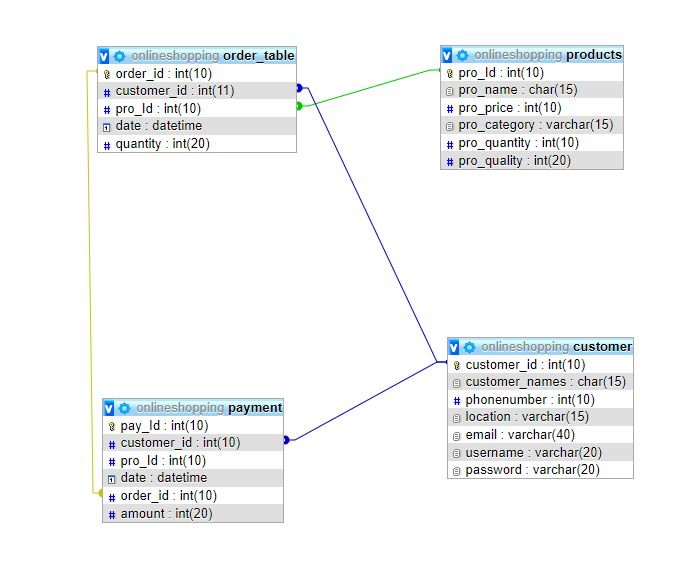 onlineshopping order_table
order_id : int(10)
customer_id : int(11)
pro_Id : int(10)
date : datetime
quantity : int(20)
onlineshopping products
pro_Id : int(10)
pro_name : char(15)
pro_price : int(10)
pro_category : varchar(15)
pro_quantity : int(10)
pro_quality : int(20)
onlineshopping customer
customer_id : int(10)
customer_names : char(15)
phonenumber : int(10)
location : varchar(15)
email : varchar(40)
username : varchar(20)
password : varchar(20)
onlineshopping payment
pay_Id : int(10)
customer_id : int(10)
pro_Id : int(10)
date : datetime
order_id : int(10)
amount : int(20)